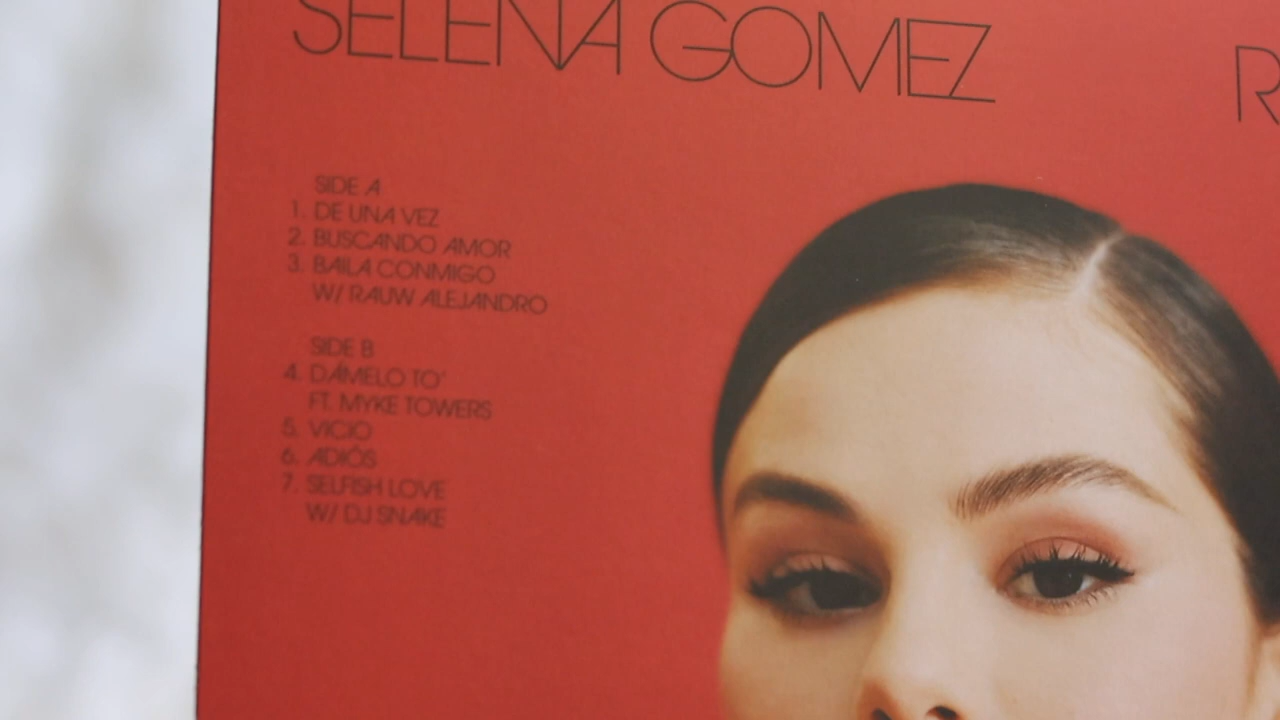 SELENA GOMEZ
R
SIDE A
1. DE UNA VEZ
2. BUSCANDO AMOR
3. BAILA CONMIGO
W/ RAUW ALEJANDRO
SIDE B
4. DÁMELO TO'
FT. MYKE TOWERS
5. VICIO
6. ADIÓS
7. SELFISH LOVE
W/ DJ SNAKE